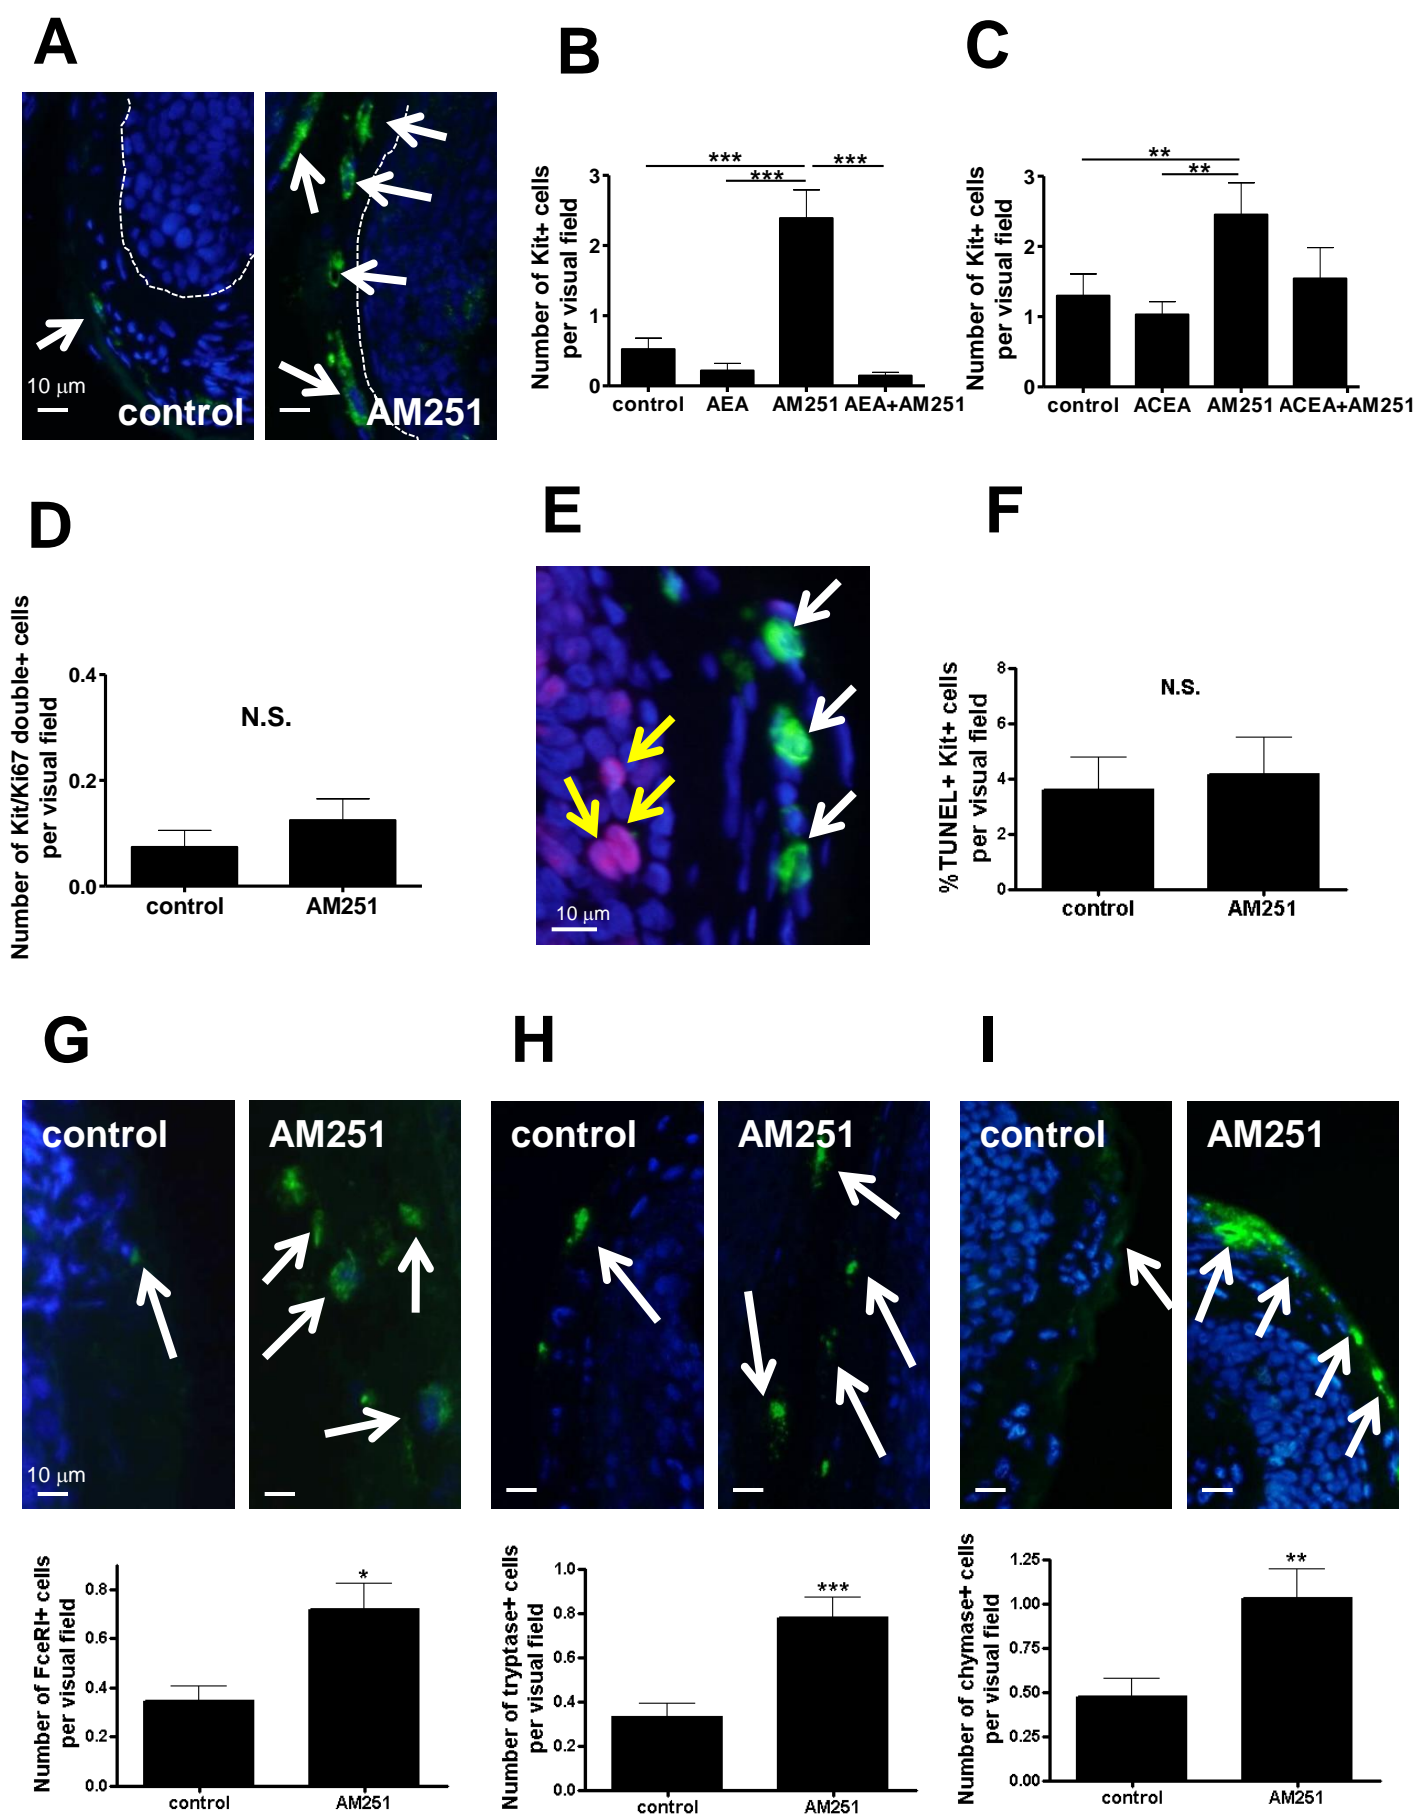 A
B
C
control
10 μm
AM251
Number of Kit+ cells
per visual field
3
2
1
0
***
***
***
control
AEA
AM251
AEA+AM251
Number of Kit+ cells
per visual field
3
2
1
0
**
**
control
ACEA
AM251
ACEA+AM251
D
E
F
Number of Kit/Ki67 double+ cells
per visual field
0.4
0.2
0.0
N.S.
control
AM251
10 μm
% TUNEL+ Kit+ cells
per visual field
8
6
4
2
0
N.S.
control
AM251
G
H
I
control
10 μm
AM251
control
AM251
control
AM251
Number of FceRI+ cells
per visual field
0.8
0.6
0.4
0.2
0.0
*
control
AM251
Number of tryptase+ cells
per visual field
1.0
0.8
0.6
0.4
0.2
0.0
***
control
AM251
Number of chymase+ cells
per visual field
1.25
1.00
0.75
0.50
0.25
0.00
**
control
AM251